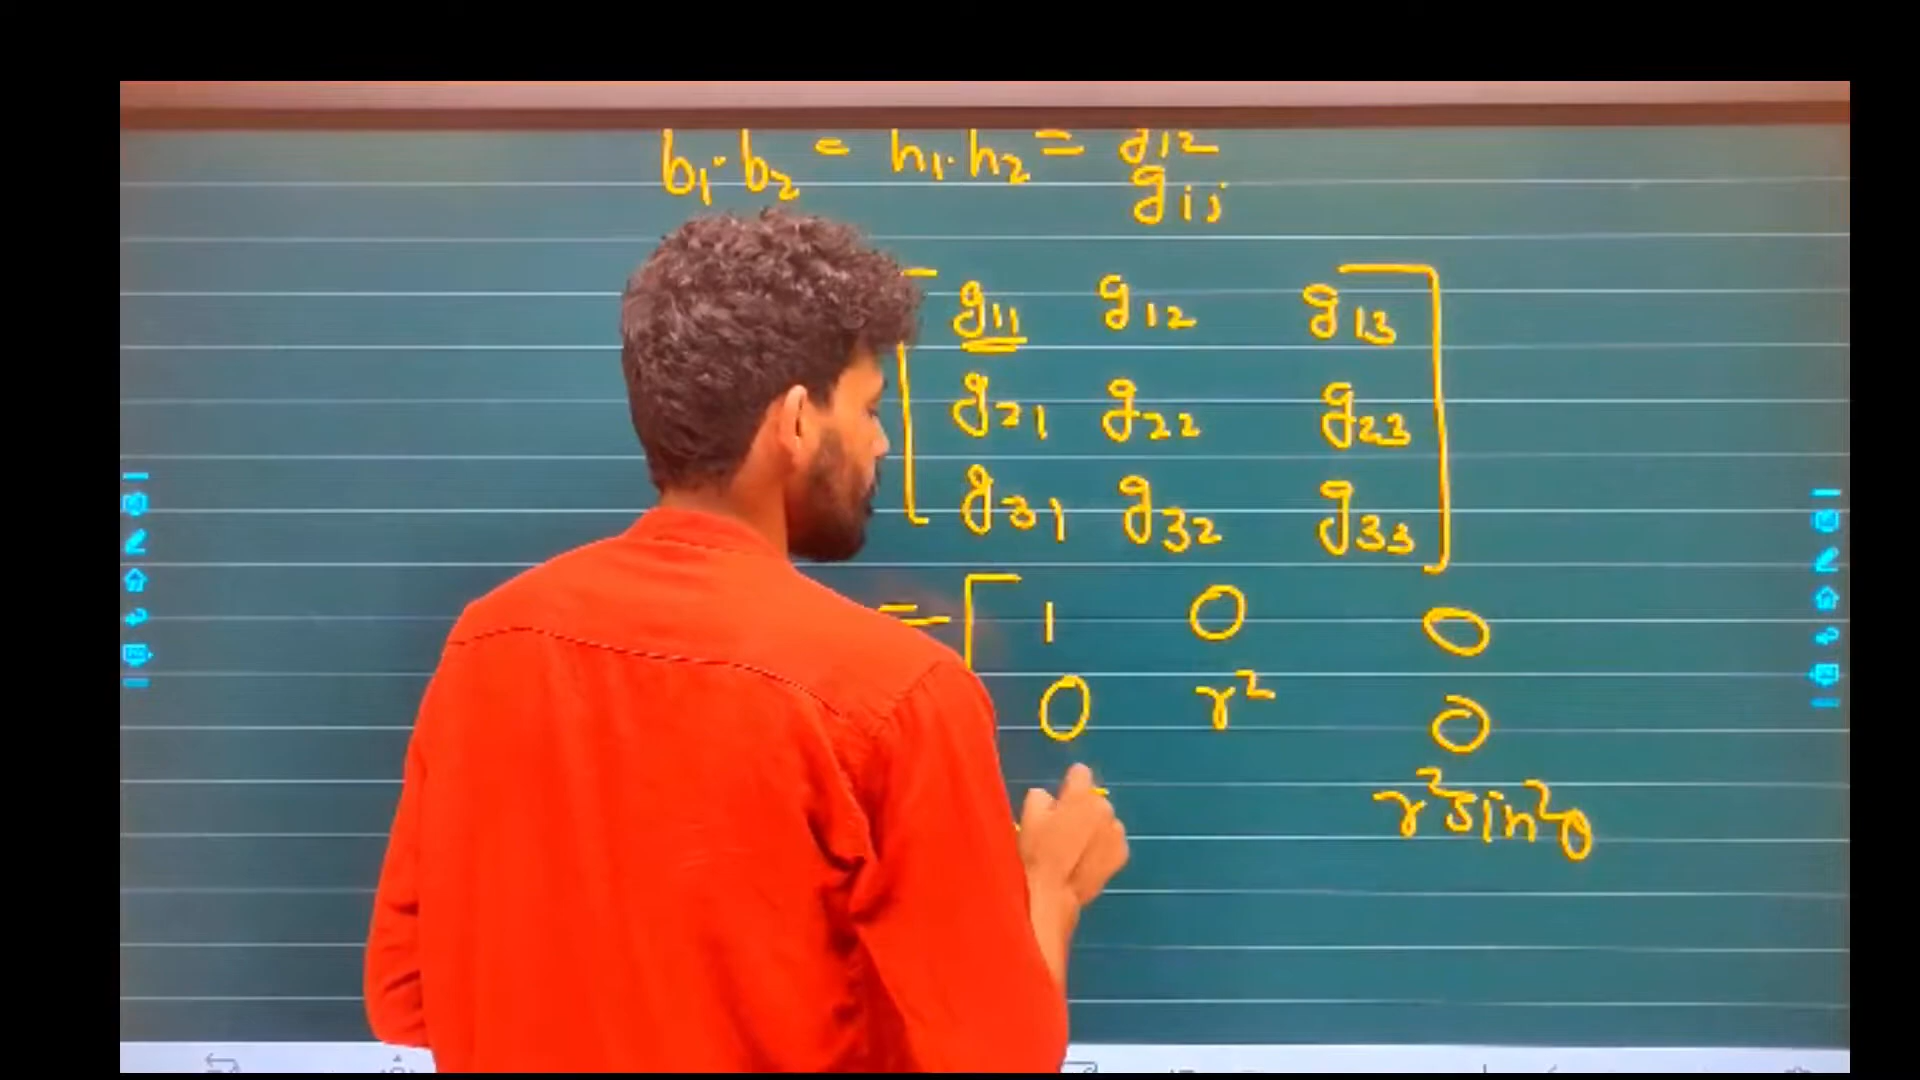 b₁·b₂ = h₁·h₂ = g₁₂
gᵢⱼ
g₁₁ g₁₂ g₁₃
g₂₁ g₂₂ g₂₃
g₃₁ g₃₂ g₃₃
= 1 0 0
0 r² 0
r²sin²θ